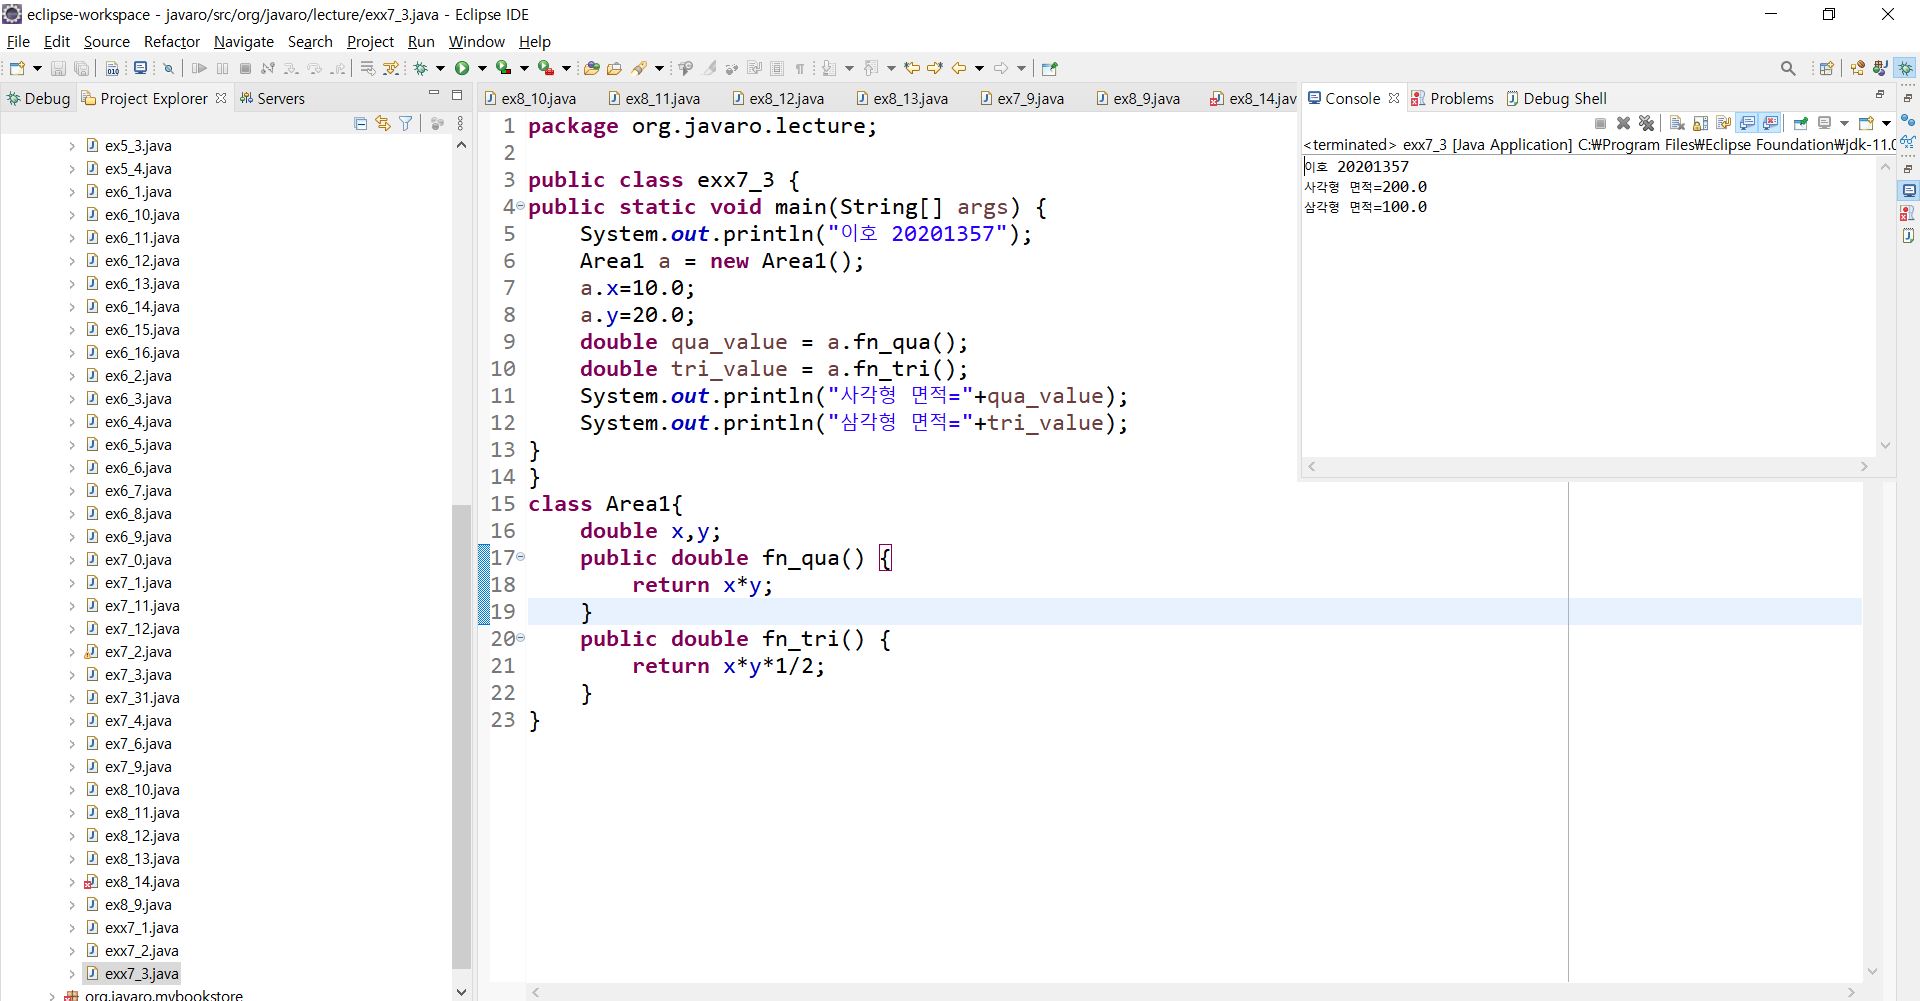 eclipse-workspace - javaro/src/org/javaro/lecture/exx7_3.java - Eclipse IDE
File Edit Source Refactor Navigate Search Project Run Window Help
Debug Project Explorer Servers
ex5_3.java
ex5_4.java
ex6_1.java
ex6_10.java
ex6_11.java
ex6_12.java
ex6_13.java
ex6_14.java
ex6_15.java
ex6_16.java
ex6_2.java
ex6_3.java
ex6_4.java
ex6_5.java
ex6_6.java
ex6_7.java
ex6_8.java
ex6_9.java
ex7_0.java
ex7_1.java
ex7_11.java
ex7_12.java
ex7_2.java
ex7_3.java
ex7_31.java
ex7_4.java
ex7_6.java
ex7_9.java
ex8_10.java
ex8_11.java
ex8_12.java
ex8_13.java
ex8_14.java
ex8_9.java
exx7_1.java
exx7_2.java
exx7_3.java
org.javaro.mybookstore
ex8_10.java ex8_11.java ex8_12.java ex8_13.java ex7_9.java ex8_9.java ex8_14.jav
1 package org.javaro.lecture;
2
3 public class exx7_3 {
4 public static void main(String[] args) {
5 System.out.println("이호 20201357");
6 Area1 a = new Area1();
7 a.x=10.0;
8 a.y=20.0;
9 double qua_value = a.fn_qua();
10 double tri_value = a.fn_tri();
11 System.out.println("사각형 면적="+qua_value);
12 System.out.println("삼각형 면적="+tri_value);
13 }
14 }
15 class Area1{
16 double x,y;
17 public double fn_qua() {
18 return x*y;
19 }
20 public double fn_tri() {
21 return x*y*1/2;
22 }
23 }
Console Problems Debug Shell
<terminated> exx7_3 [Java Application] C:₩Program Files₩Eclipse Foundation₩jdk-11.0
이호 20201357
사각형 면적=200.0
삼각형 면적=100.0